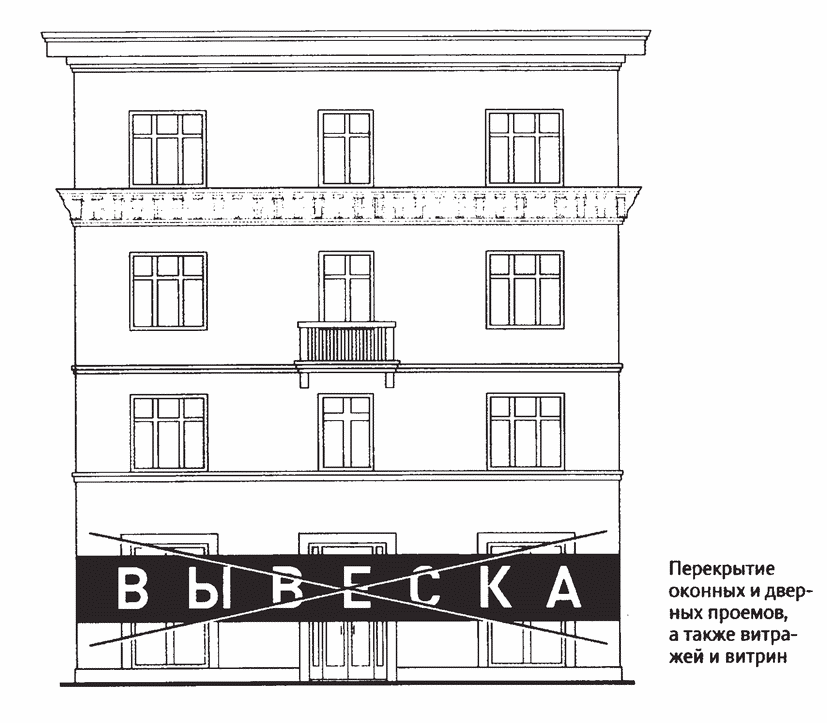 ВЫВЕСКА
Перекрытие
оконных и двер-
ных проемов,
а также витра-
жей и витрин